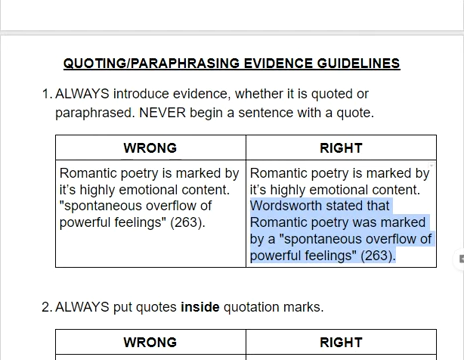 QUOTING/PARAPHRASING EVIDENCE GUIDELINES
1. ALWAYS introduce evidence, whether it is quoted or
paraphrased. NEVER begin a sentence with a quote.
WRONG
Romantic poetry is marked by
it's highly emotional content.
"spontaneous overflow of
powerful feelings" (263).
RIGHT
Romantic poetry is marked by
it's highly emotional content.
Wordsworth stated that
Romantic poetry was marked
by a "spontaneous overflow of
powerful feelings" (263).
2. ALWAYS put quotes inside quotation marks.
WRONG
RIGHT